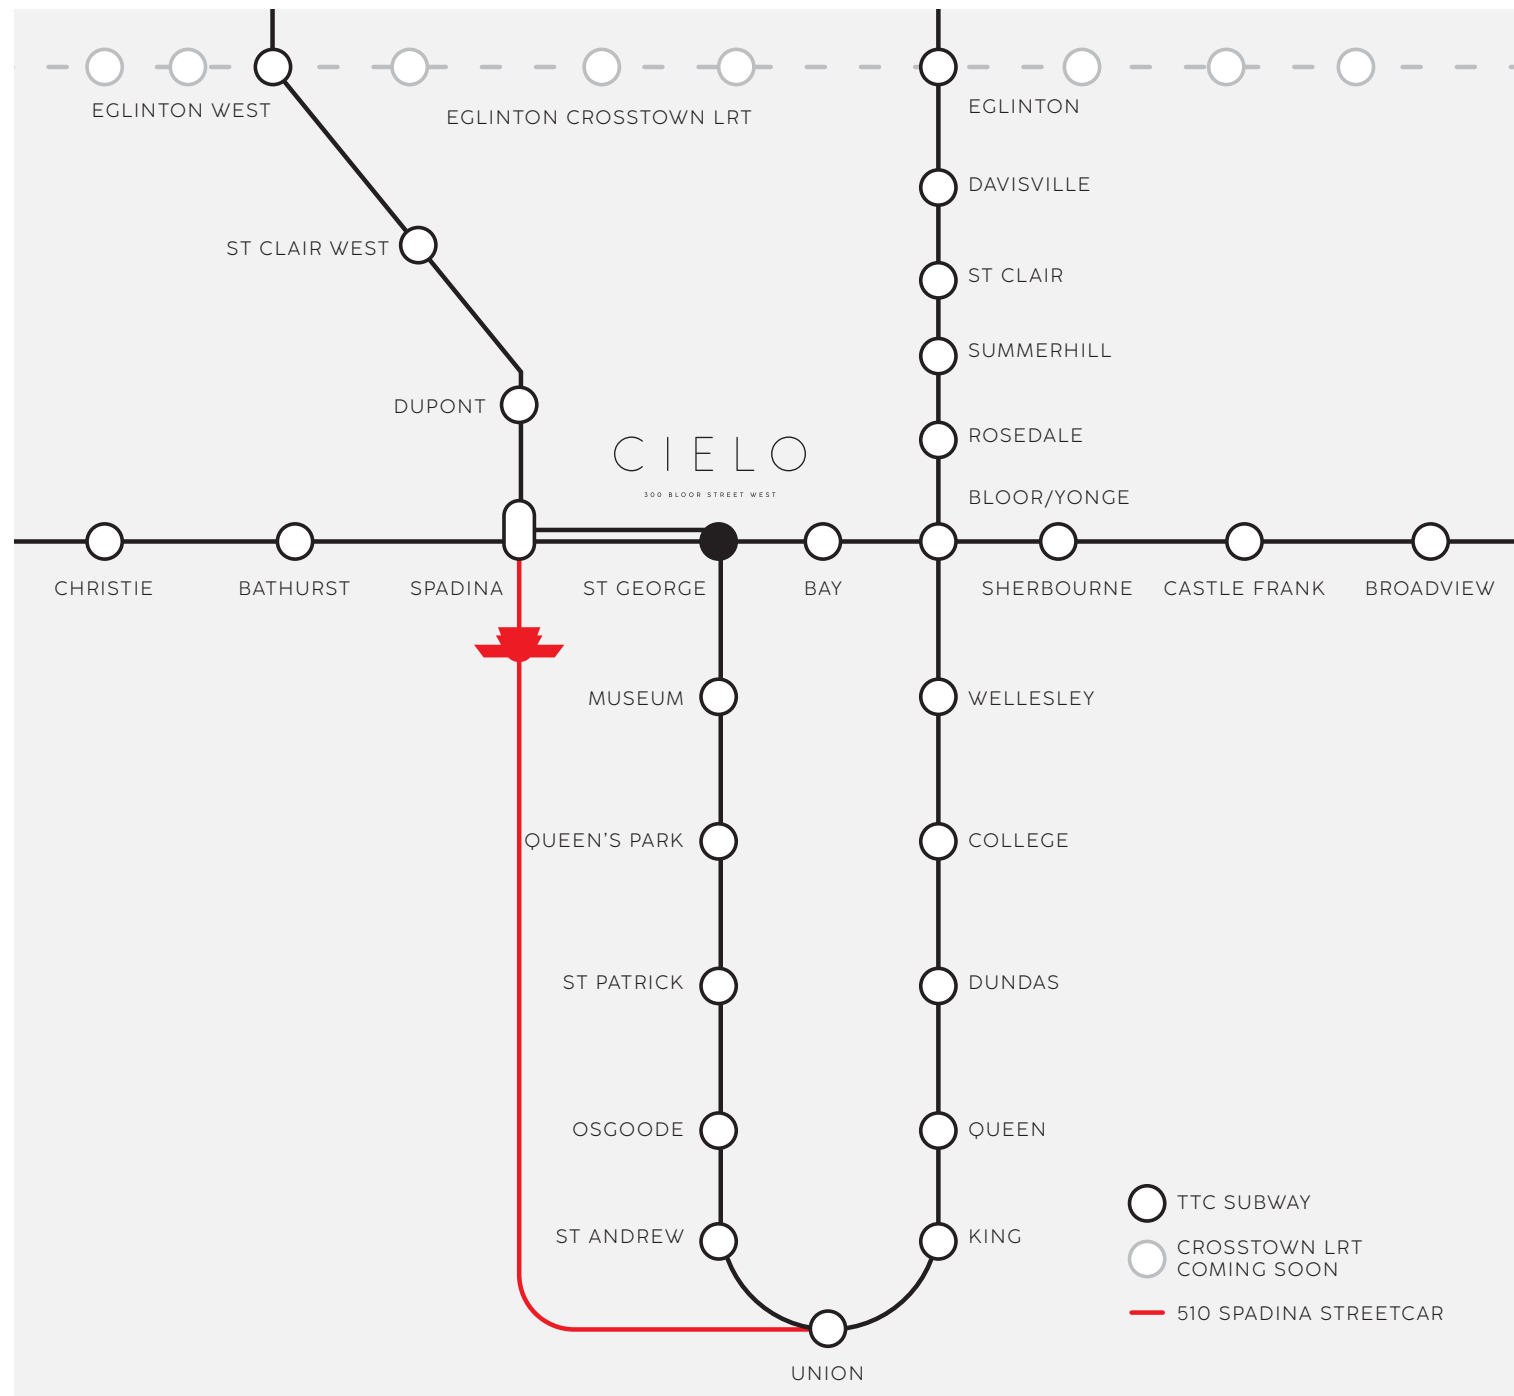 EGLINTON WEST
EGLINTON CROSSTOWN LRT
EGLINTON
DAVISVILLE
ST CLAIR WEST
ST CLAIR
SUMMERHILL
DUPONT
ROSEDALE
CIELO
300 BLOOR STREET WEST
BLOOR/YONGE
CHRISTIE
BATHURST
SPADINA
ST GEORGE
BAY
SHERBOURNE
CASTLE FRANK
BROADVIEW
MUSEUM
WELLESLEY
QUEEN’S PARK
COLLEGE
ST PATRICK
DUNDAS
OSGOODE
QUEEN
ST ANDREW
KING
UNION
TTC SUBWAY
CROSSTOWN LRT
COMING SOON
510 SPADINA STREETCAR